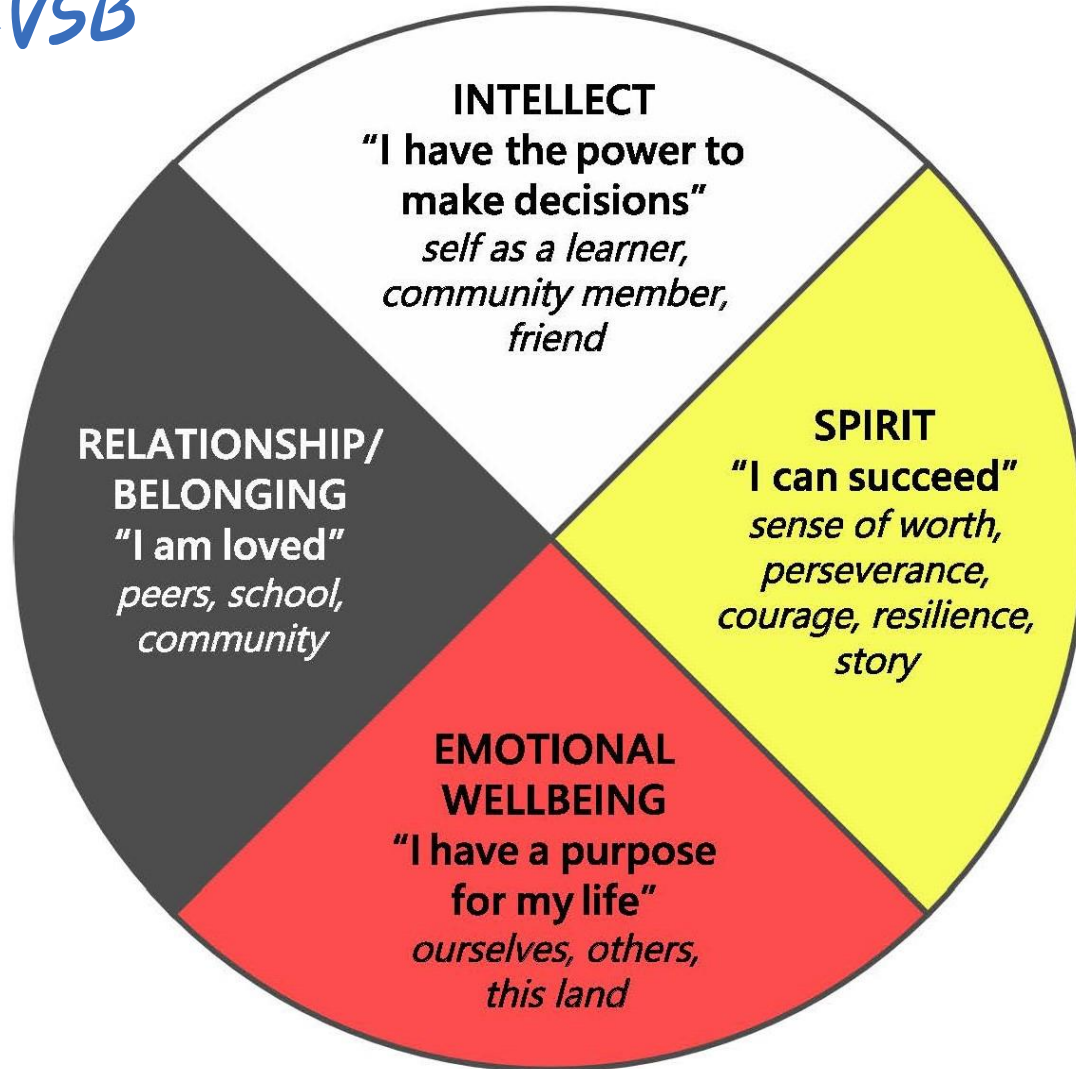 VSB
INTELLECT
“I have the power to
make decisions”
self as a learner,
community member,
friend
RELATIONSHIP/
BELONGING
“I am loved”
peers, school,
community
SPIRIT
“I can succeed”
sense of worth,
perseverance,
courage, resilience,
story
EMOTIONAL
WELLBEING
“I have a purpose
for my life”
ourselves, others,
this land